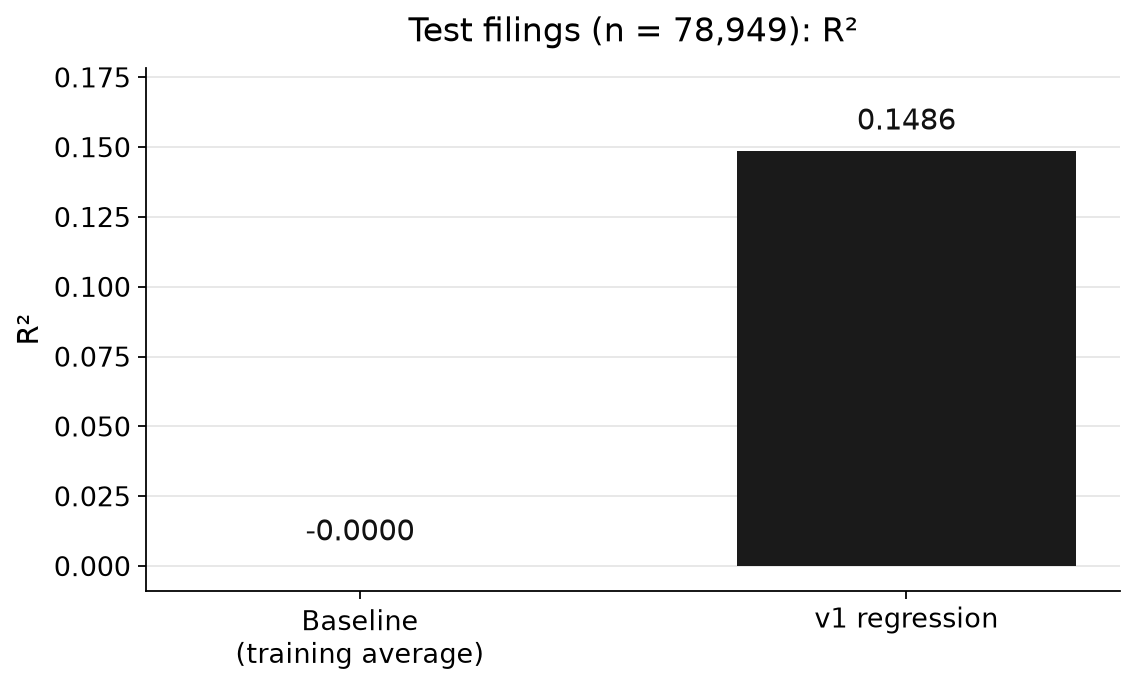 Test filings (n = 78,949): R²
0.175
0.150
0.125
0.100
0.075
0.050
0.025
0.000
R²
0.1486
-0.0000
Baseline
(training average)
v1 regression